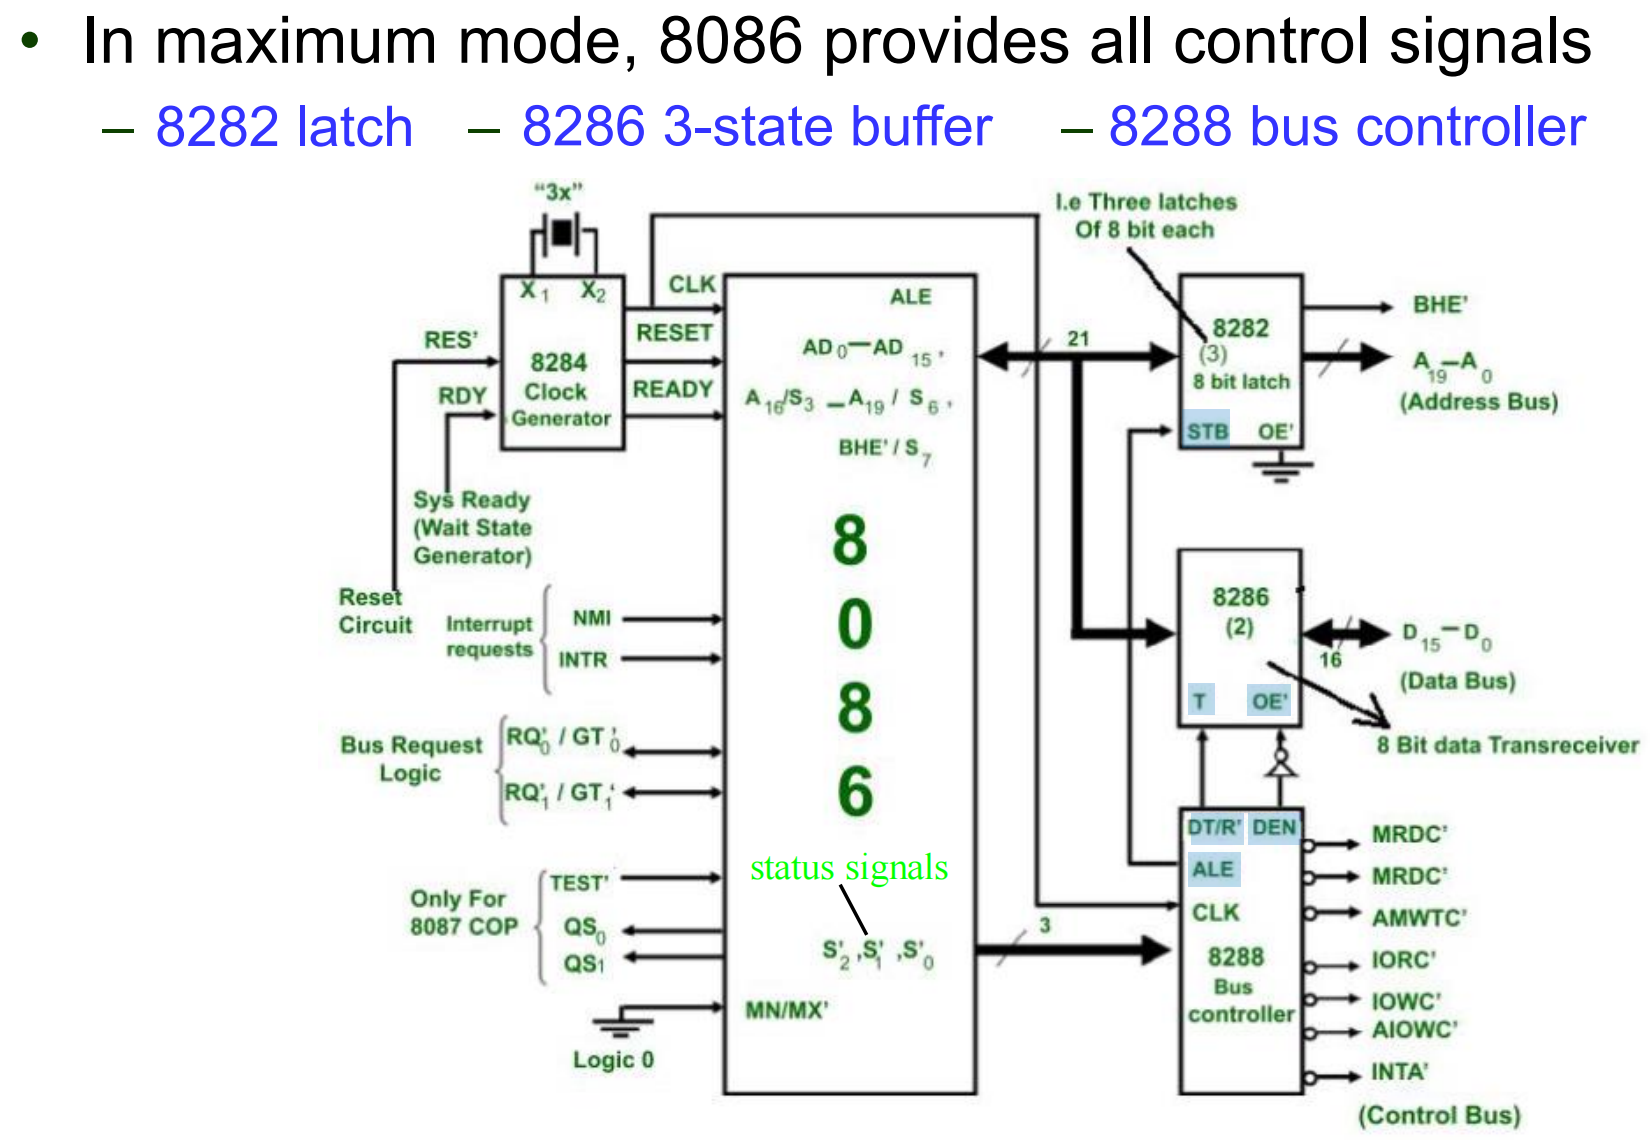 • In maximum mode, 8086 provides all control signals
– 8282 latch – 8286 3-state buffer – 8288 bus controller
“3x”
X1 X2
8284
Clock
Generator
RES’
RDY
CLK
RESET
READY
Sys Ready
(Wait State
Generator)
Reset
Circuit
Interrupt
requests
NMI
INTR
Bus Request
Logic
RQ'0 / GT'0
RQ'1 / GT'1
Only For
8087 COP
TEST’
QS0
QS1
Logic 0
ALE
AD0—AD15,
A16/S3 –A19 / S6,
BHE’ / S7
8
0
8
6
status signals
S'2 ,S'1 ,S'0
MN/MX’
21
3
I.e Three latches
Of 8 bit each
8282
(3)
8 bit latch
STB OE’
BHE’
A19–A0
(Address Bus)
8286
(2)
T OE’
16
D15–D0
(Data Bus)
8 Bit data Transreceiver
DT/R’ DEN
ALE
CLK
8288
Bus
controller
MRDC’
MRDC’
AMWTC’
IORC’
IOWC’
AIOWC’
INTA’
(Control Bus)